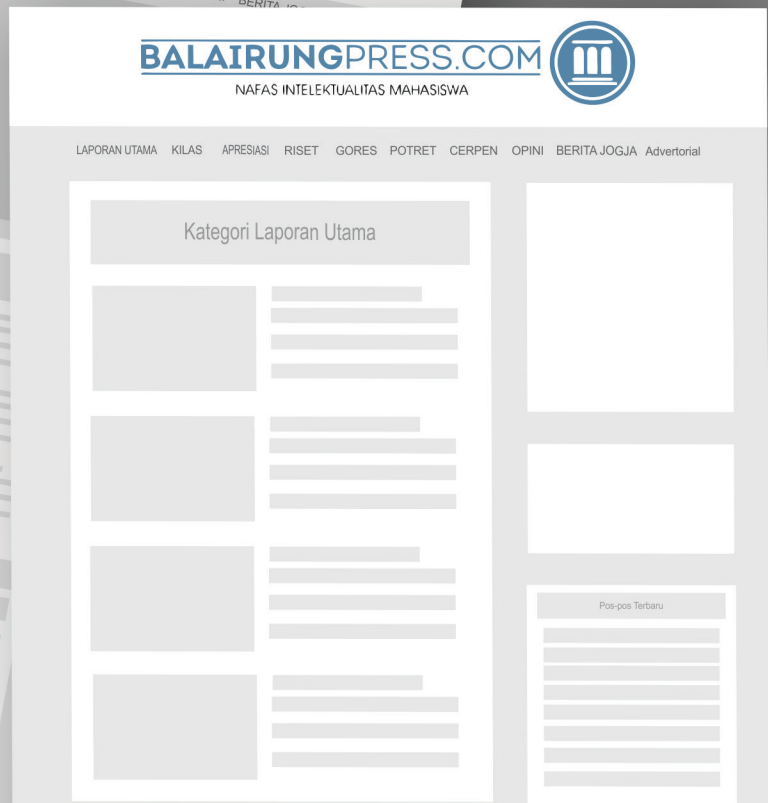 BERITA
BALAIRUNGPRESS.COM
NAFAS INTELEKTUALITAS MAHASISWA
LAPORAN UTAMA KILAS APRESIASI RISET GORES POTRET CERPEN OPINI BERITA JOGJA Advertorial
Kategori Laporan Utama
Pos-pos Terbaru